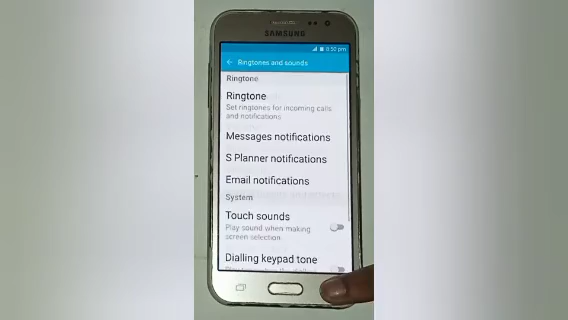 SAMSUNG
8:50 pm
Ringtones and sounds
Ringtone
Ringtone
Set ringtones for incoming calls
and notifications
Messages notifications
S Planner notifications
Email notifications
System
Touch sounds
Play sound when making
screen selection
Dialling keypad tone